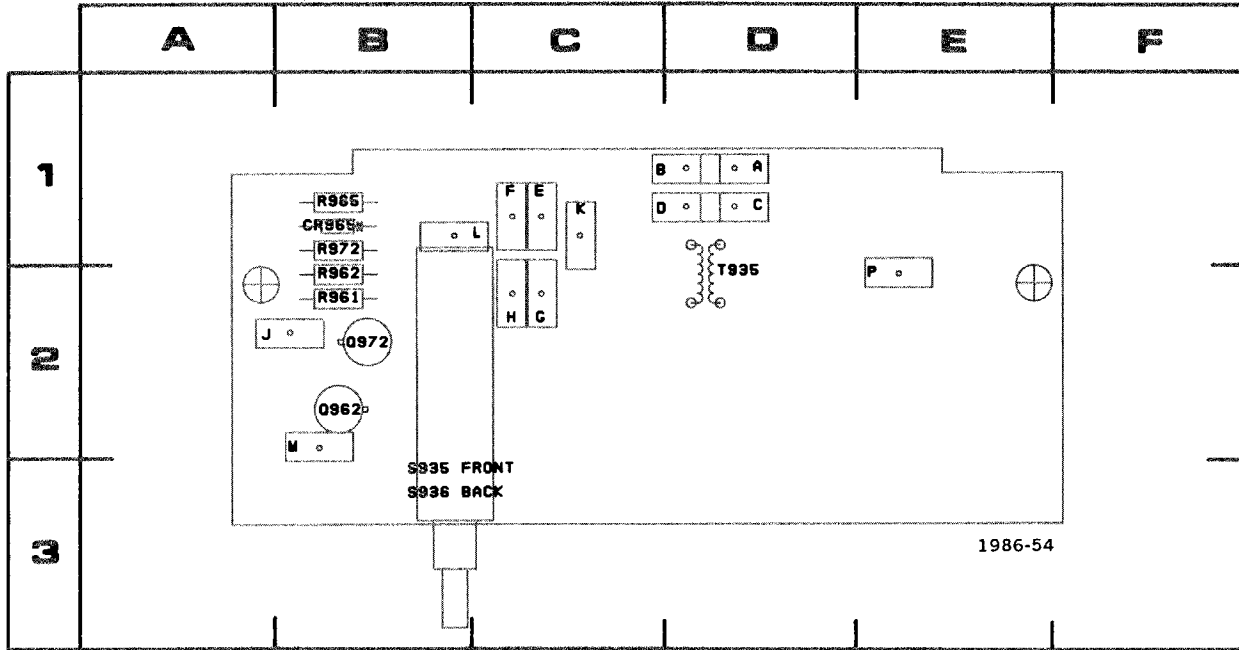 A B C D E F
1
B A
R965 F E K D C
CR965
L
R972
R962 T935 P
R961
H G
J Q972
2
Q962
M
S935 FRONT
S936 BACK
1986-54
3